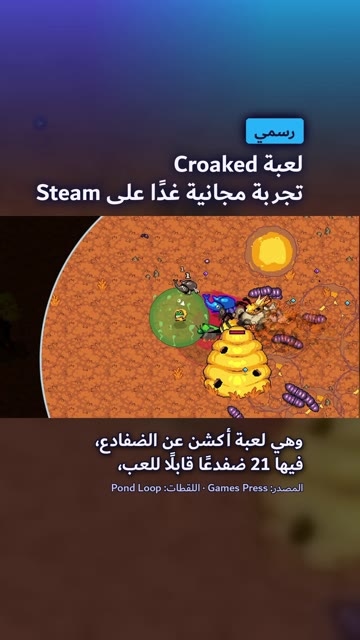 رسمي
لعبة Croaked
تجربة مجانية غدًا على Steam
وهي لعبة أكشن عن الضفادع،
فيها 21 ضفدعًا قابلًا للعب،
المصدر: Games Press · اللقطات: Pond Loop